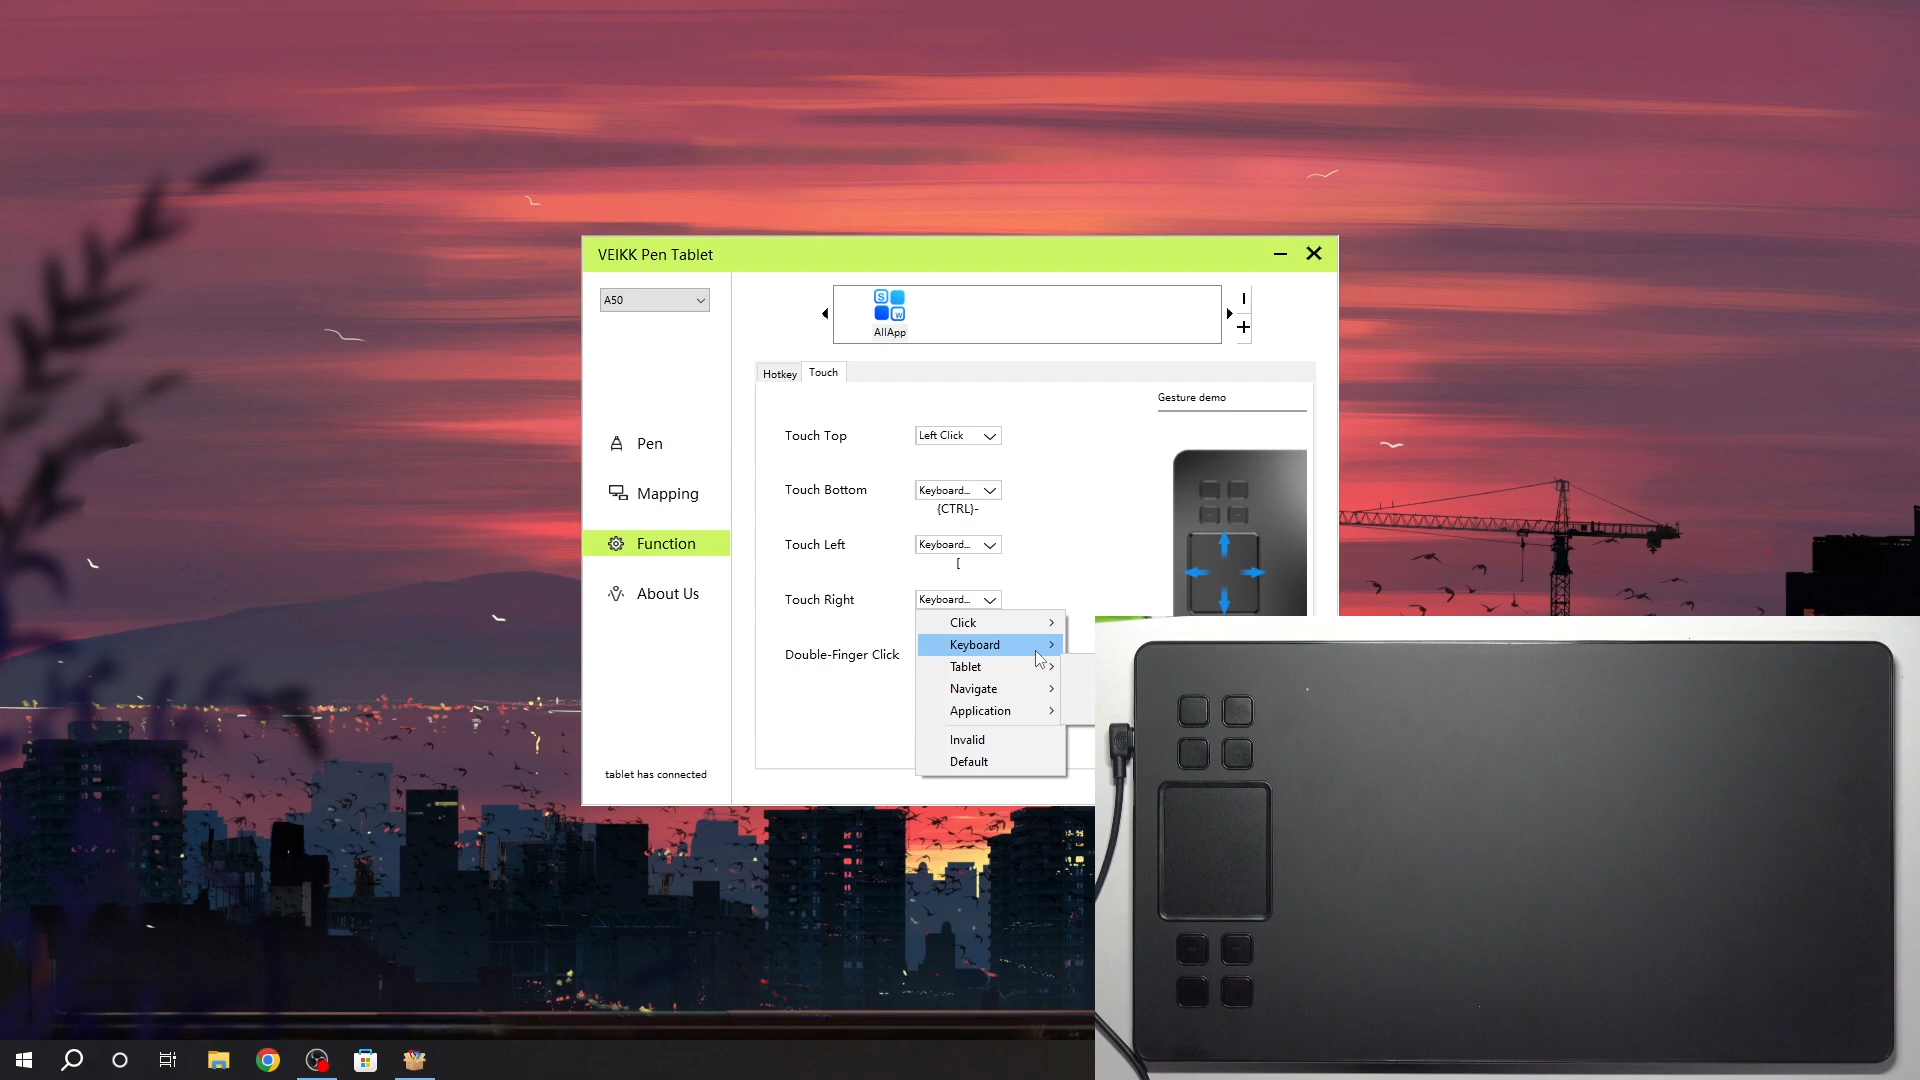 VEIKK Pen Tablet
A50
AllApp
Hotkey
Touch
Gesture demo
Touch Top
Left Click
Pen
Touch Bottom
Keyboard...
Mapping
{CTRL}-
Function
Touch Left
Keyboard...
[
About Us
Touch Right
Keyboard...
Click
Keyboard
Double-Finger Click
Tablet
Navigate
Application
Invalid
Default
tablet has connected